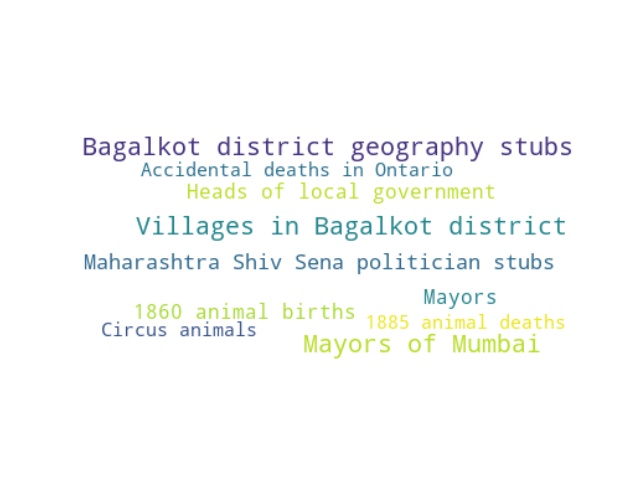 Bagalkot district geography stubs
Accidental deaths in Ontario
Heads of local government
Villages in Bagalkot district
Maharashtra Shiv Sena politician stubs
Mayors
1860 animal births
1885 animal deaths
Circus animals
Mayors of Mumbai